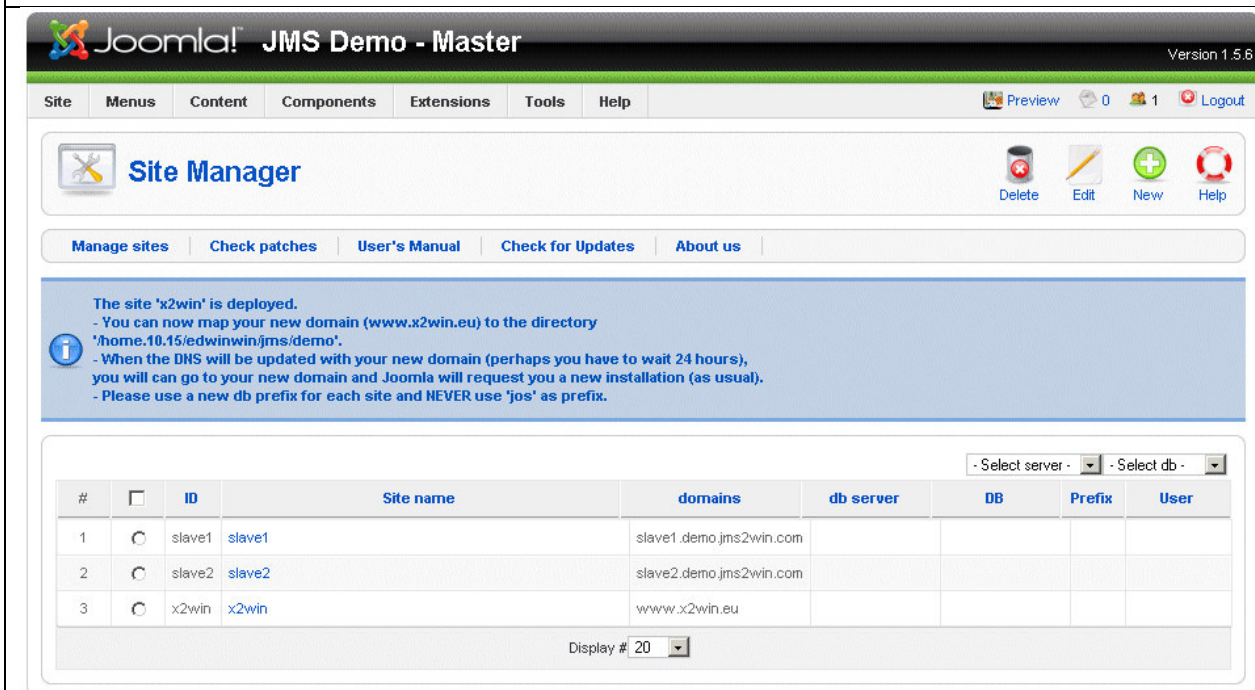 Joomla! JMS Demo - Master
Version 1.5.6
Site Menus Content Components Extensions Tools Help Preview 0 1 Logout
Site Manager
Delete Edit New Help
Manage sites Check patches User's Manual Check for Updates About us
The site 'x2win' is deployed.
- You can now map your new domain (www.x2win.eu) to the directory
'/home.10.15/edwinwin/jms/demo'.
- When the DNS will be updated with your new domain (perhaps you have to wait 24 hours),
you will can go to your new domain and Joomla will request you a new installation (as usual).
- Please use a new db prefix for each site and NEVER use 'jos' as prefix.
- Select server - - Select db -
# ID Site name domains db server DB Prefix User
1 slave1 slave1 slave1.demo.jms2win.com
2 slave2 slave2 slave2.demo.jms2win.com
3 x2win x2win www.x2win.eu
Display # 20